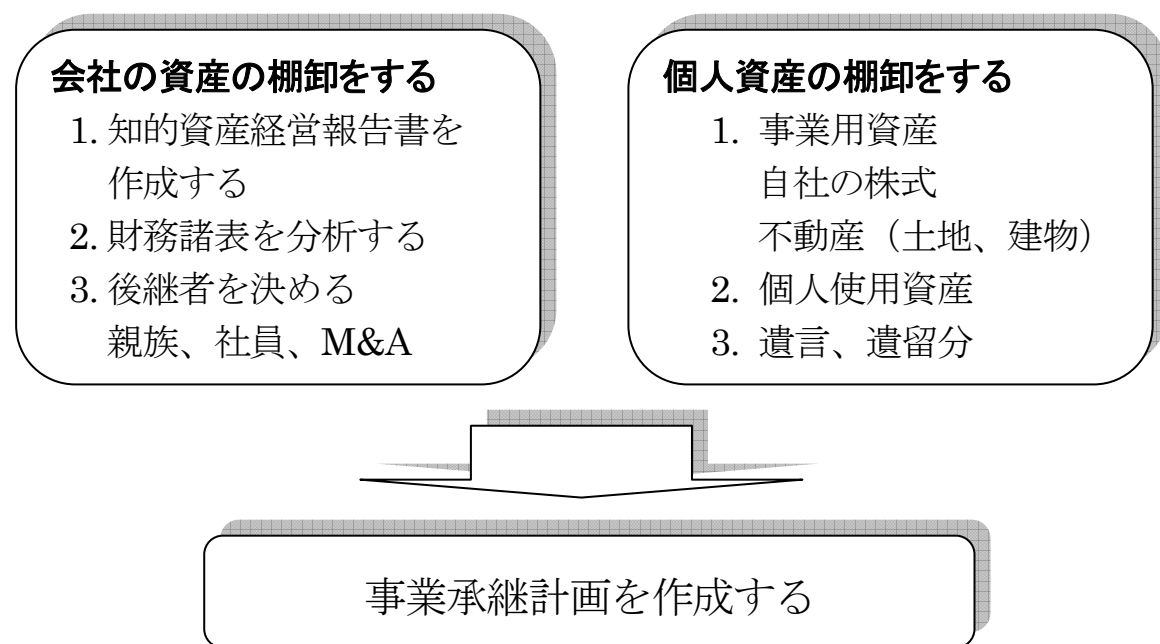 会社の資産の棚卸をする
1. 知的資産経営報告書を
作成する
2. 財務諸表を分析する
3. 後継者を決める
親族、社員、M&A
個人資産の棚卸をする
1. 事業用資産
自社の株式
不動産（土地、建物）
2. 個人使用資産
3. 遺言、遺留分
事業承継計画を作成する